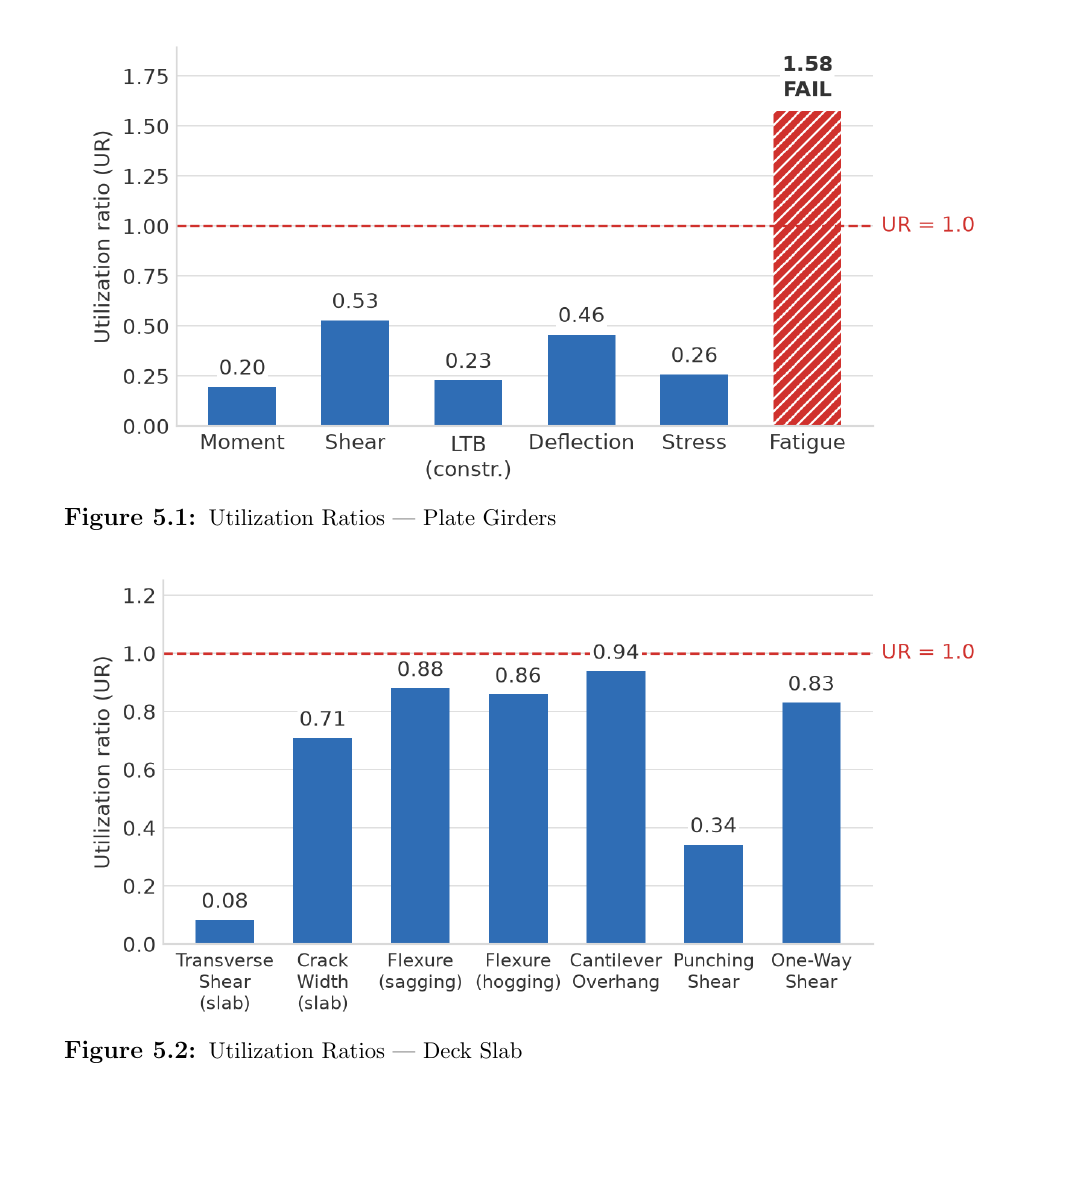 1.58
FAIL
1.75
1.50
1.25
1.00
0.75
0.50
0.25
0.00
Utilization ratio (UR)
UR = 1.0
0.20
0.53
0.23
0.46
0.26
Moment
Shear
LTB
(constr.)
Deflection
Stress
Fatigue
Figure 5.1: Utilization Ratios — Plate Girders
1.2
1.0
0.8
0.6
0.4
0.2
0.0
Utilization ratio (UR)
UR = 1.0
0.08
0.71
0.88
0.86
0.94
0.34
0.83
Transverse
Shear
(slab)
Crack
Width
(slab)
Flexure
(sagging)
Flexure
(hogging)
Cantilever
Overhang
Punching
Shear
One-Way
Shear
Figure 5.2: Utilization Ratios — Deck Slab